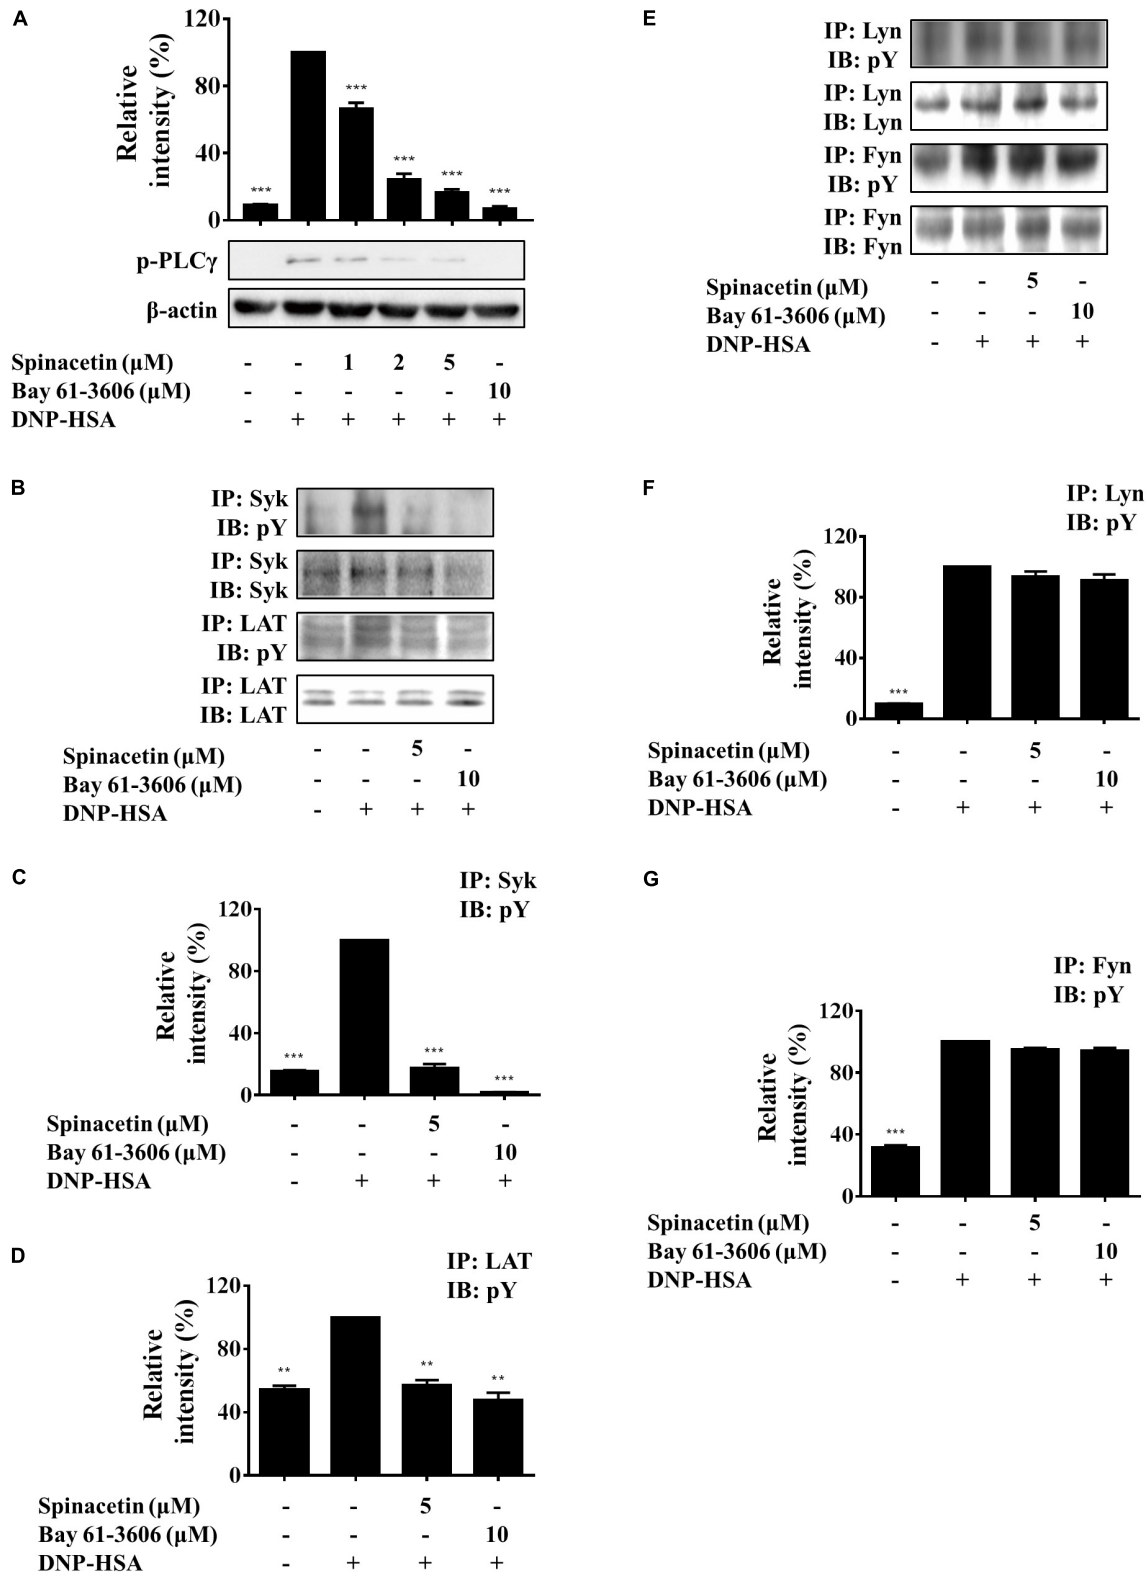 A
Relative
intensity (%)
120
80
40
0
***
***
***
***
***
p-PLCγ
β-actin
Spinacetin (μM) - - 1 2 5 -
Bay 61-3606 (μM) - - - - - 10
DNP-HSA - + + + + +
B
IP: Syk
IB: pY
IP: Syk
IB: Syk
IP: LAT
IB: pY
IP: LAT
IB: LAT
Spinacetin (μM) - - 5 -
Bay 61-3606 (μM) - - - 10
DNP-HSA - + + +
C
IP: Syk
IB: pY
Relative
intensity (%)
120
80
40
0
***
***
***
Spinacetin (μM) - - 5 -
Bay 61-3606 (μM) - - - 10
DNP-HSA - + + +
D
IP: LAT
IB: pY
Relative
intensity (%)
120
80
40
0
**
**
**
Spinacetin (μM) - - 5 -
Bay 61-3606 (μM) - - - 10
DNP-HSA - + + +
E
IP: Lyn
IB: pY
IP: Lyn
IB: Lyn
IP: Fyn
IB: pY
IP: Fyn
IB: Fyn
Spinacetin (μM) - - 5 -
Bay 61-3606 (μM) - - - 10
DNP-HSA - + + +
F
IP: Lyn
IB: pY
Relative
intensity (%)
120
80
40
0
***
Spinacetin (μM) - - 5 -
Bay 61-3606 (μM) - - - 10
DNP-HSA - + + +
G
IP: Fyn
IB: pY
Relative
intensity (%)
120
80
40
0
***
Spinacetin (μM) - - 5 -
Bay 61-3606 (μM) - - - 10
DNP-HSA - + + +